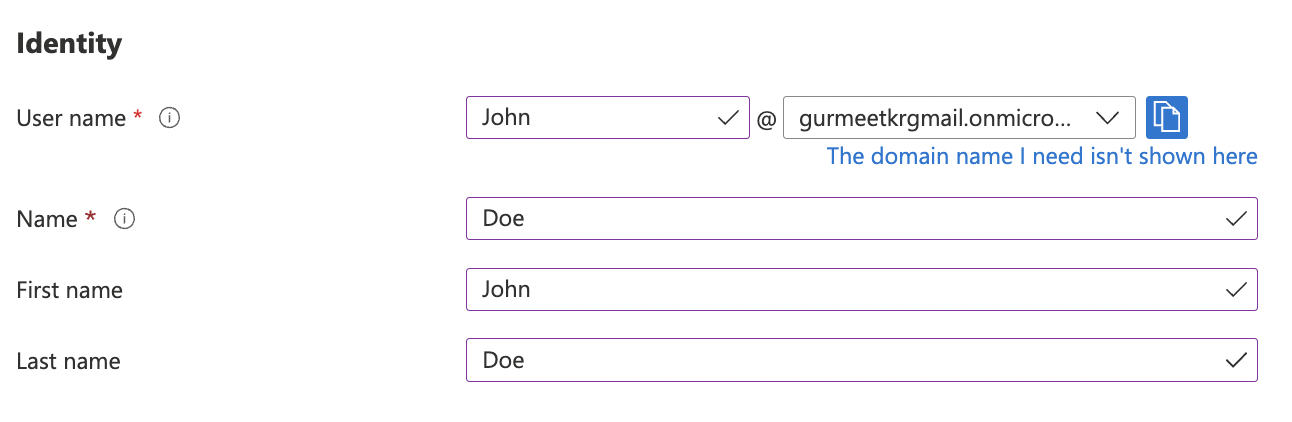 Identity
User name * John @ gurmeetkrgmail.onmicro...
The domain name I need isn't shown here
Name * Doe
First name John
Last name Doe